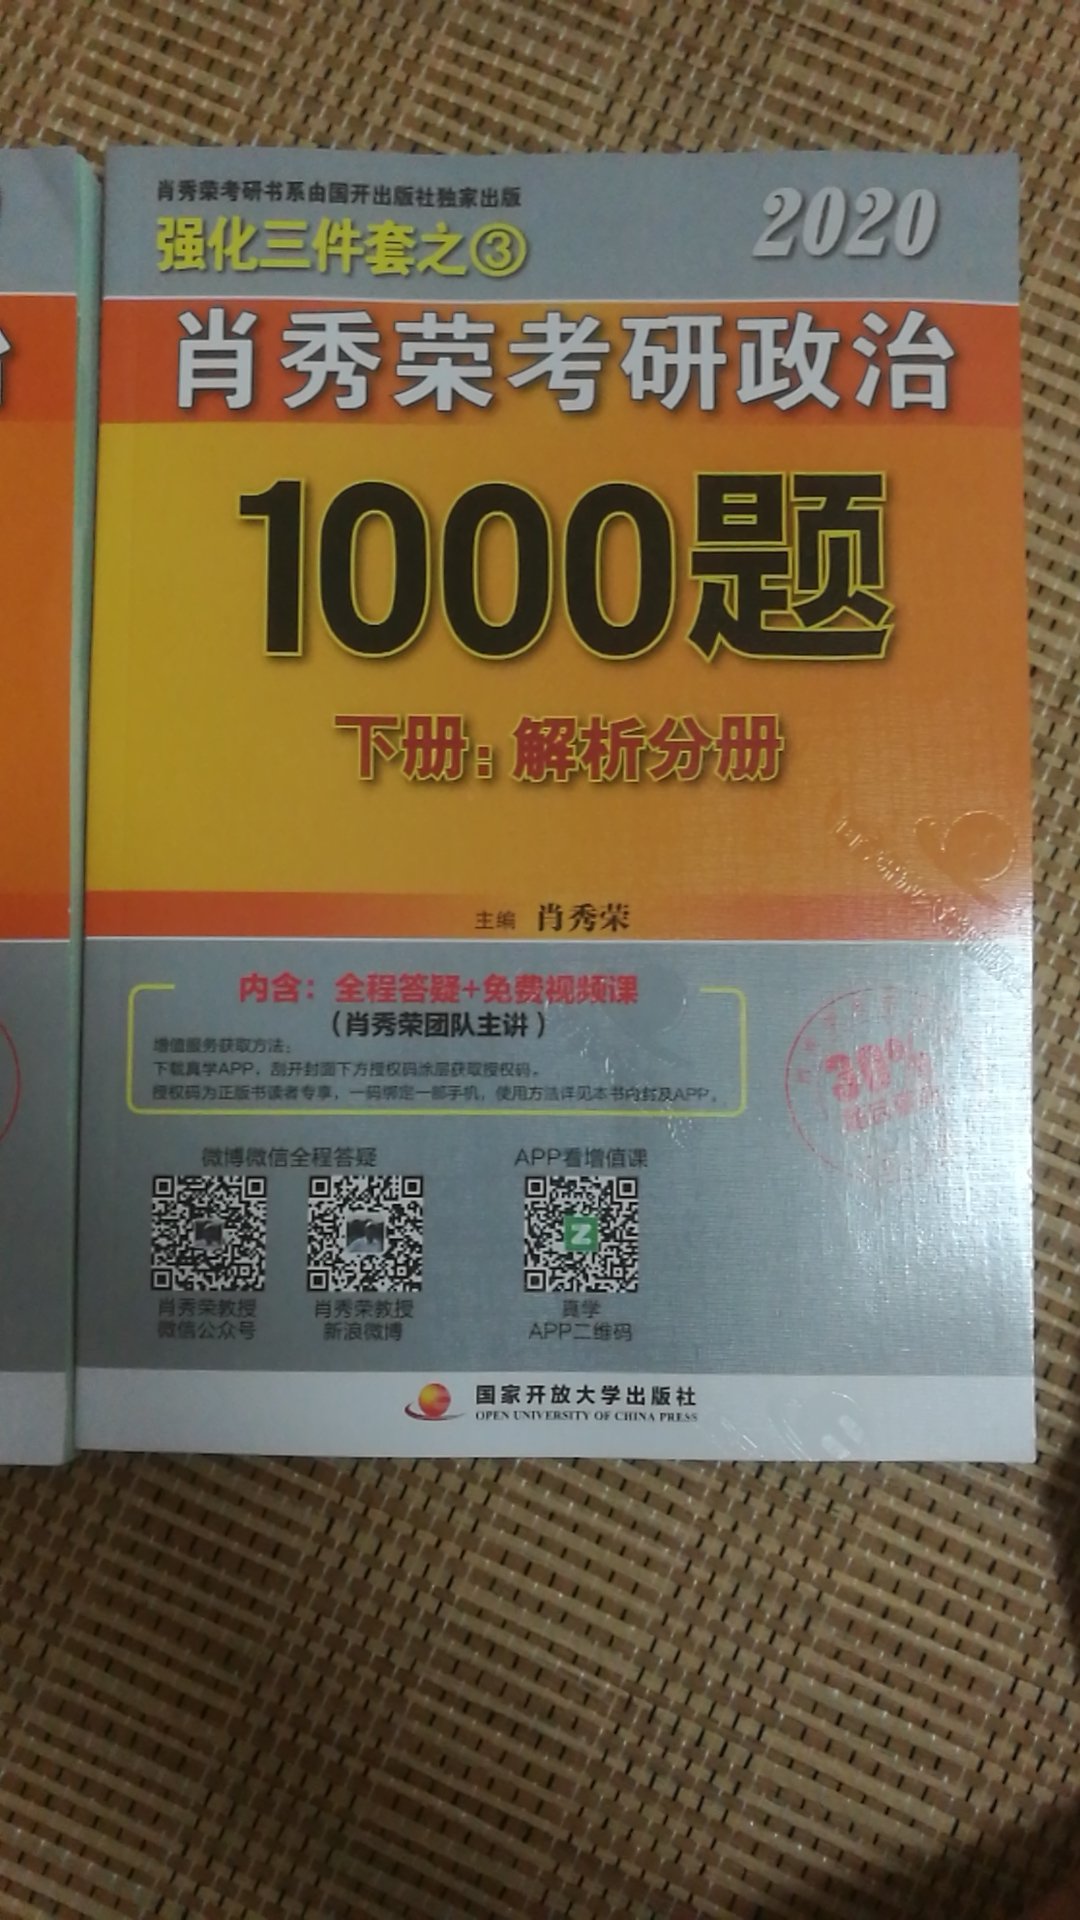 肖秀荣考研书系由国开出版社独家出版
强化三件套之③
2020
肖秀荣考研政治
1000题
下册：解析分册
主编 肖秀荣
内含：全程答疑+免费视频课
（肖秀荣团队主讲）
增值服务获取方法：
下载真学APP，刮开封面下方授权码涂层获取授权码。
授权码为正版书读者专享，一码绑定一部手机，使用方法详见本书内封及APP。
微博微信全程答疑
APP看增值课
肖秀荣教授
微信公众号
肖秀荣教授
新浪微博
真学
APP二维码
国家开放大学出版社
OPEN UNIVERSITY OF CHINA PRESS